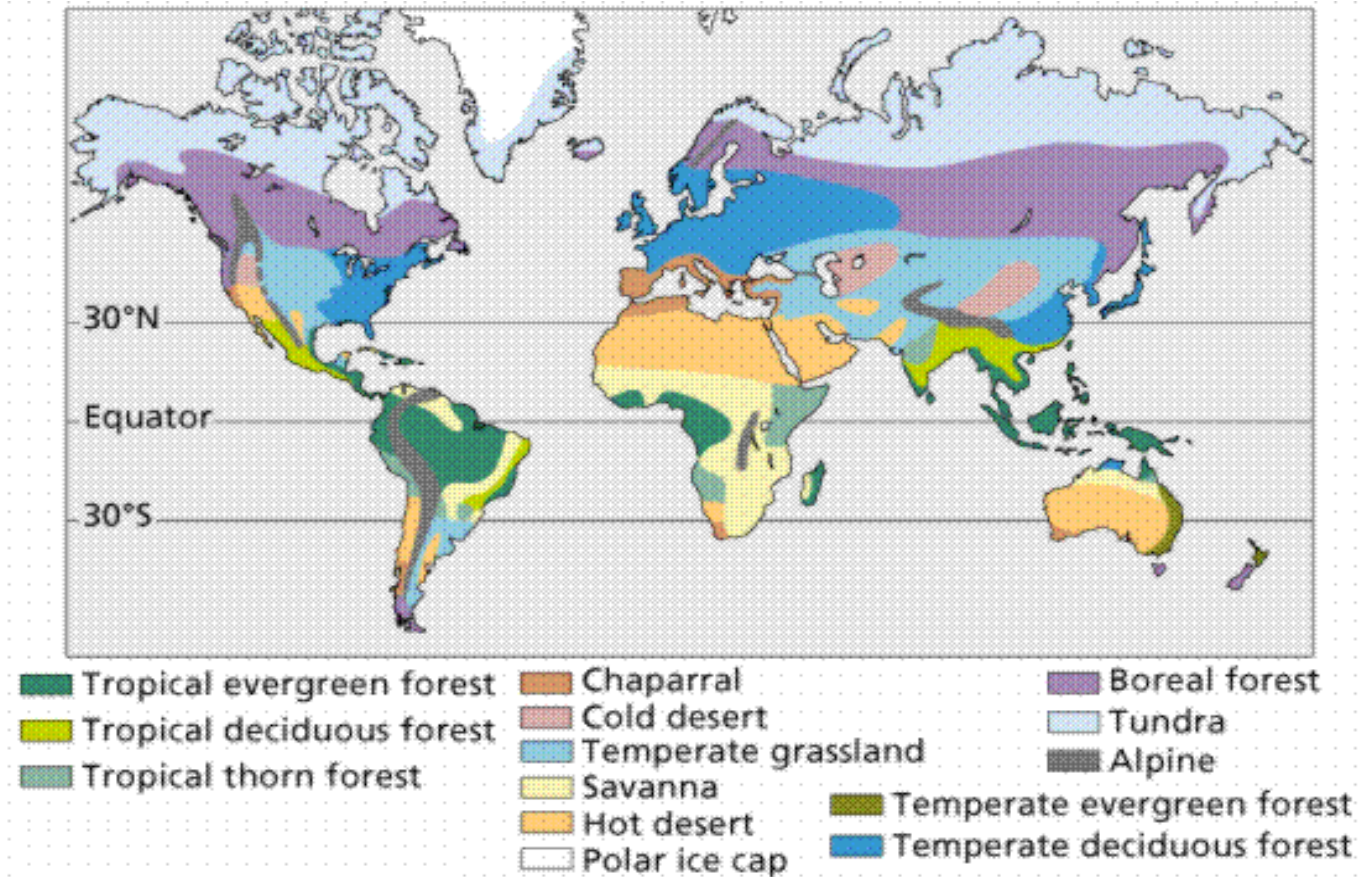 30°N
Equator
30°S
Tropical evergreen forest
Tropical deciduous forest
Tropical thorn forest
Chaparral
Cold desert
Temperate grassland
Savanna
Hot desert
Polar ice cap
Boreal forest
Tundra
Alpine
Temperate evergreen forest
Temperate deciduous forest